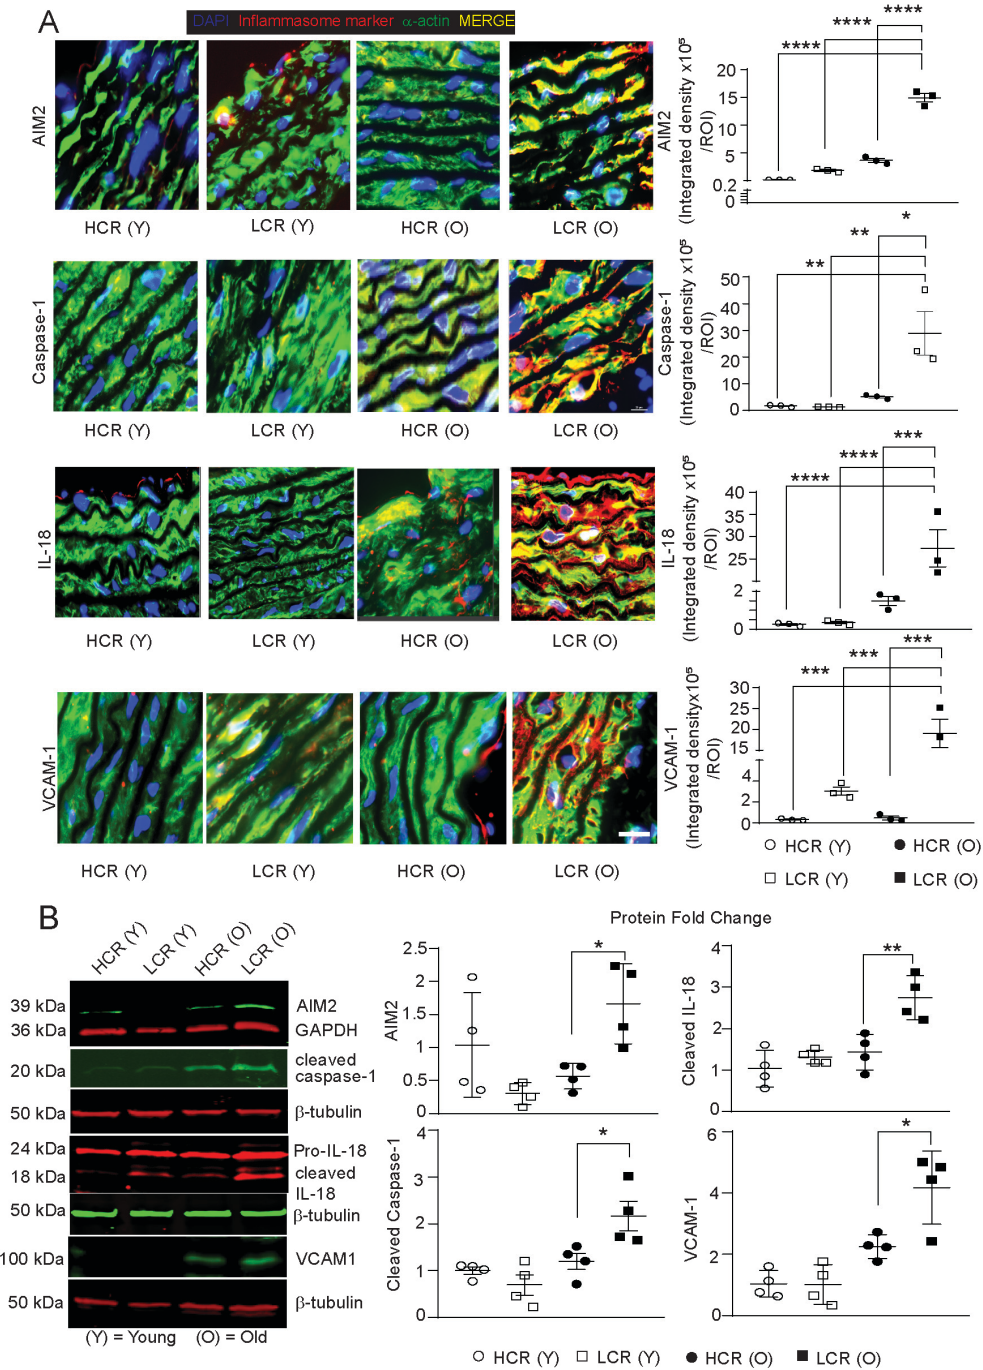 A
DAPI Inflammasome marker α-actin MERGE
AIM2
HCR (Y)
LCR (Y)
HCR (O)
LCR (O)
AIM2
(Integrated density x10⁵
/ROI)
20
15
10
5
0.2
0
****
****
****
Caspase-1
HCR (Y)
LCR (Y)
HCR (O)
LCR (O)
Caspase-1
(Integrated density x10⁵
/ROI)
50
40
30
20
10
0
**
**
*
IL-18
HCR (Y)
LCR (Y)
HCR (O)
LCR (O)
IL-18
(Integrated density x10⁵
/ROI)
40
35
30
25
2
0
****
****
***
VCAM-1
HCR (Y)
LCR (Y)
HCR (O)
LCR (O)
VCAM-1
(Integrated densityx10⁵
/ROI)
30
25
20
15
4
2
0
***
***
***
HCR (Y)
HCR (O)
LCR (Y)
LCR (O)
B
HCR (Y)
LCR (Y)
HCR (O)
LCR (O)
39 kDa
AIM2
36 kDa
GAPDH
20 kDa
cleaved
caspase-1
50 kDa
β-tubulin
24 kDa
Pro-IL-18
18 kDa
cleaved
IL-18
50 kDa
β-tubulin
100 kDa
VCAM1
50 kDa
β-tubulin
(Y) = Young (O) = Old
Protein Fold Change
AIM2
2.5
2
1.5
1
0.5
0
*
Cleaved IL-18
4
3
2
1
0
**
Cleaved Caspase-1
4
3
2
1
0
*
VCAM-1
6
4
2
0
*
HCR (Y)
LCR (Y)
HCR (O)
LCR (O)